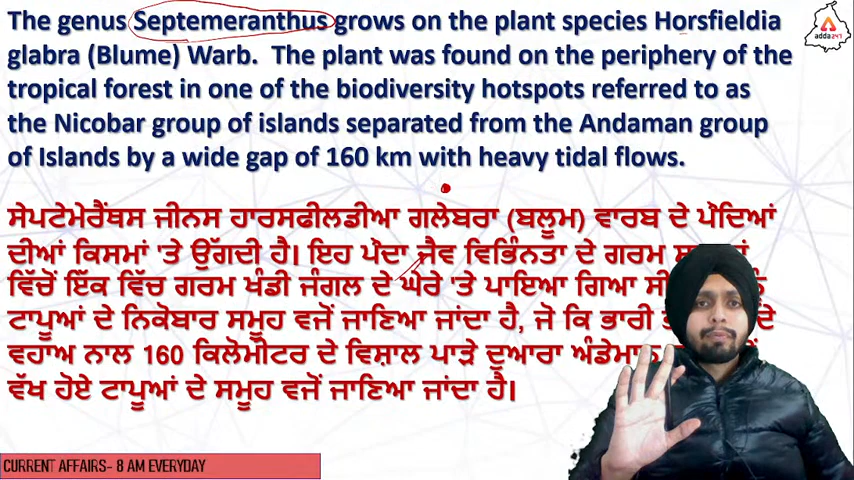 The genus Septemeranthus grows on the plant species Horsfieldia
glabra (Blume) Warb. The plant was found on the periphery of the
tropical forest in one of the biodiversity hotspots referred to as
the Nicobar group of islands separated from the Andaman group
of Islands by a wide gap of 160 km with heavy tidal flows.
ਸੇਪਟੇਮੇਰੈਂਥਸ ਜੀਨਸ ਹਾਰਸਫੀਲਡੀਆ ਗਲੇਬਰਾ (ਬਲੂਮ) ਵਾਰਬ ਦੇ ਪੌਦਿਆਂ
ਦੀਆਂ ਕਿਸਮਾਂ 'ਤੇ ਉੱਗਦੀ ਹੈ। ਇਹ ਪੌਦਾ ਜੈਵ ਵਿਭਿੰਨਤਾ ਦੇ ਗਰਮ
ਵਿੱਚੋਂ ਇੱਕ ਵਿੱਚ ਗਰਮ ਖੰਡੀ ਜੰਗਲ ਦੇ ਘੇਰੇ 'ਤੇ ਪਾਇਆ ਗਿਆ ਸੀ
ਟਾਪੂਆਂ ਦੇ ਨਿਕੋਬਾਰ ਸਮੂਹ ਵਜੋਂ ਜਾਣਿਆ ਜਾਂਦਾ ਹੈ, ਜੋ ਕਿ ਭਾਰੀ ਦੇ
ਵਹਾਅ ਨਾਲ 160 ਕਿਲੋਮੀਟਰ ਦੇ ਵਿਸ਼ਾਲ ਪਾੜੇ ਦੁਆਰਾ
ਵੱਖ ਹੋਏ ਟਾਪੂਆਂ ਦੇ ਸਮੂਹ ਵਜੋਂ ਜਾਣਿਆ ਜਾਂਦਾ ਹੈ।
adda247
CURRENT AFFAIRS- 8 AM EVERYDAY